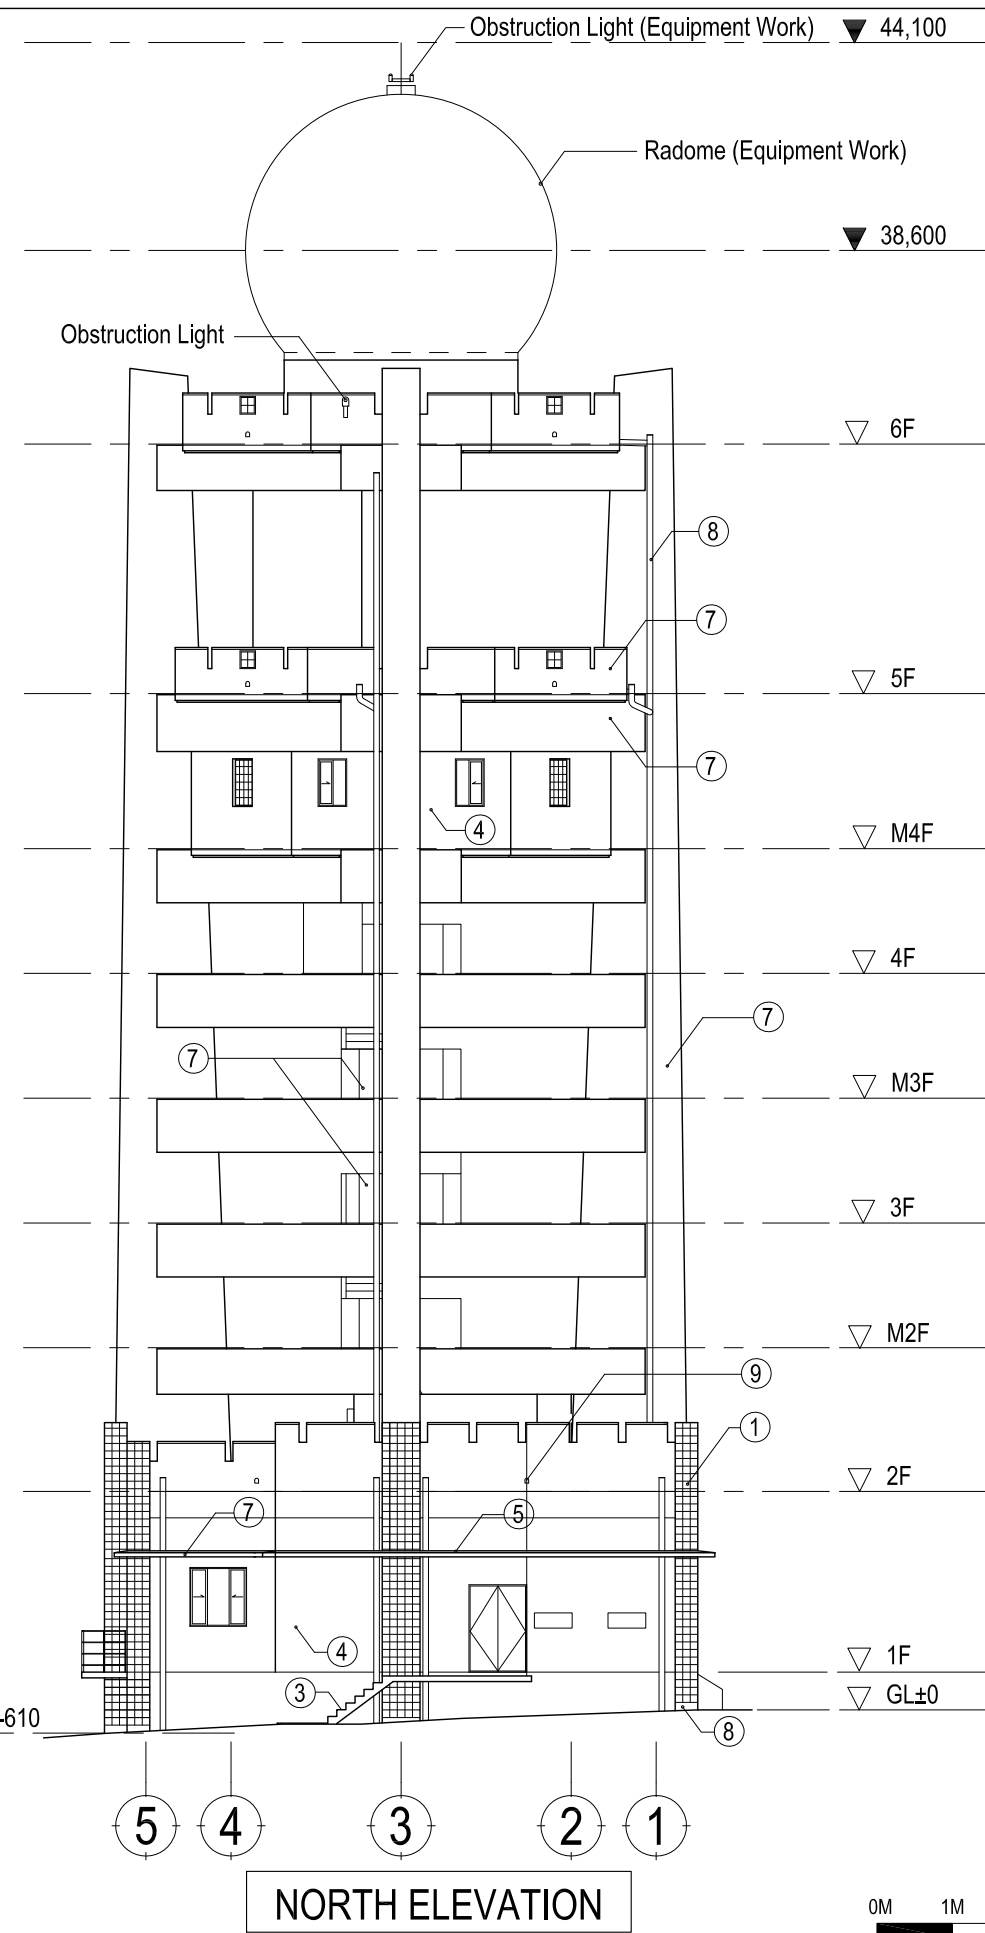 Obstruction Light (Equipment Work)
44,100
Radome (Equipment Work)
38,600
Obstruction Light
6F
8
7
5F
7
4
M4F
4F
7
7
M3F
3F
M2F
9
1
2F
7
5
4
1F
3
GL±0
-610
8
5 4 3 2 1
NORTH ELEVATION
0M 1M